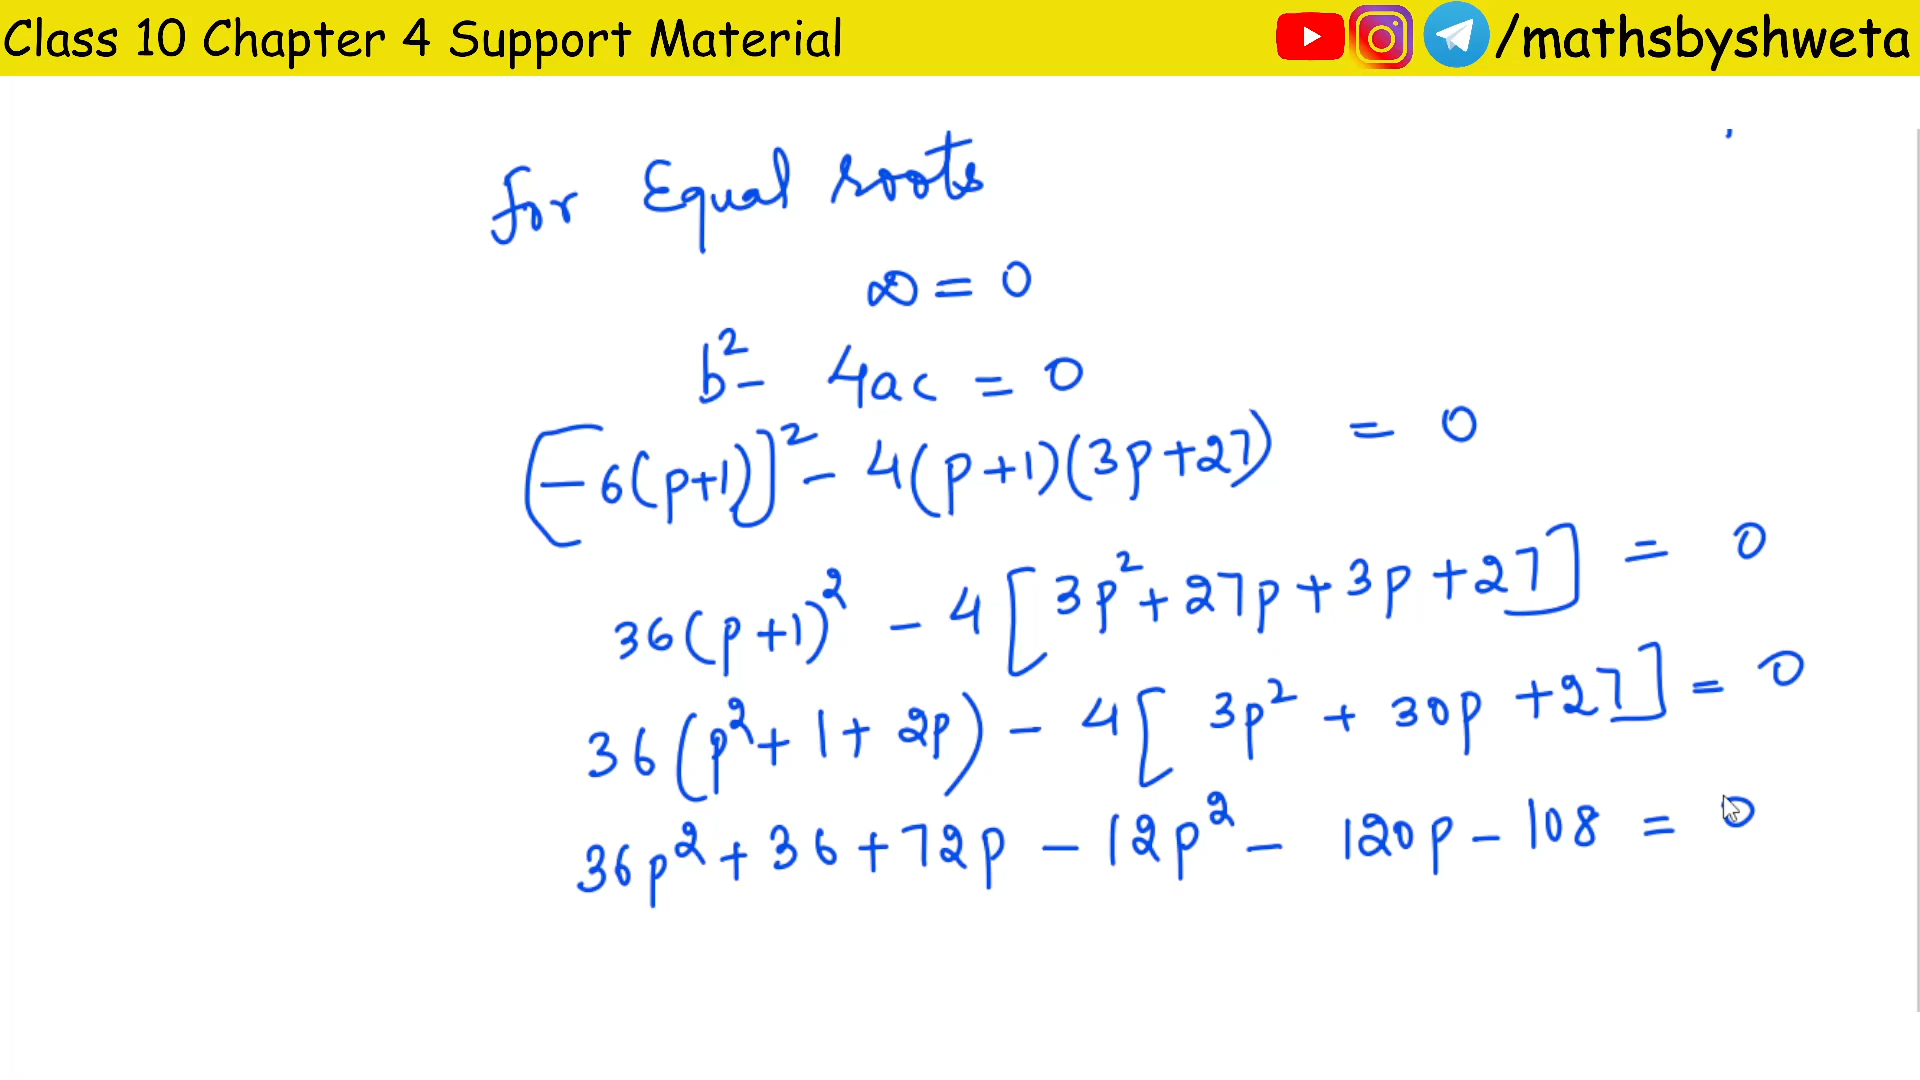 Class 10 Chapter 4 Support Material
/mathsbyshweta
for Equal roots
D = 0
b² - 4ac = 0
[-6(p+1)]² - 4(p+1)(3p+27) = 0
36(p+1)² - 4[3p² + 27p + 3p + 27] = 0
36(p² + 1 + 2p) - 4[3p² + 30p + 27] = 0
36p² + 36 + 72p - 12p² - 120p - 108 = 0